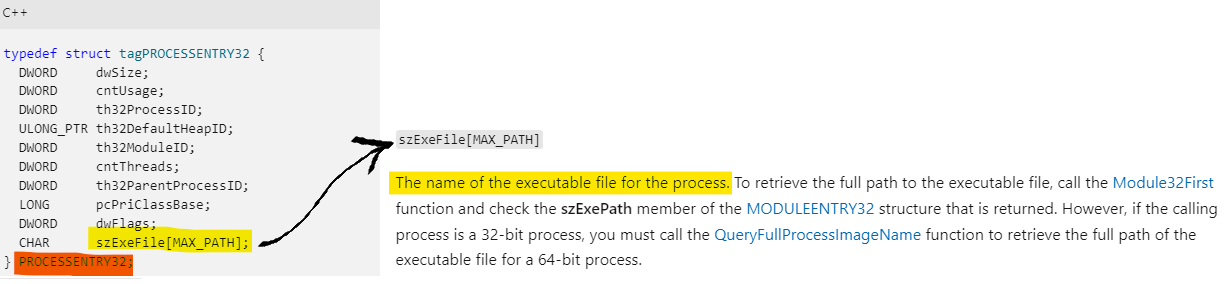 C++
typedef struct tagPROCESSENTRY32 {
DWORD dwSize;
DWORD cntUsage;
DWORD th32ProcessID;
ULONG_PTR th32DefaultHeapID;
DWORD th32ModuleID;
DWORD cntThreads;
DWORD th32ParentProcessID;
LONG pcPriClassBase;
DWORD dwFlags;
CHAR szExeFile[MAX_PATH];
} PROCESSENTRY32;
szExeFile[MAX_PATH]
The name of the executable file for the process. To retrieve the full path to the executable file, call the Module32First
function and check the szExePath member of the MODULEENTRY32 structure that is returned. However, if the calling
process is a 32-bit process, you must call the QueryFullProcessImageName function to retrieve the full path of the
executable file for a 64-bit process.